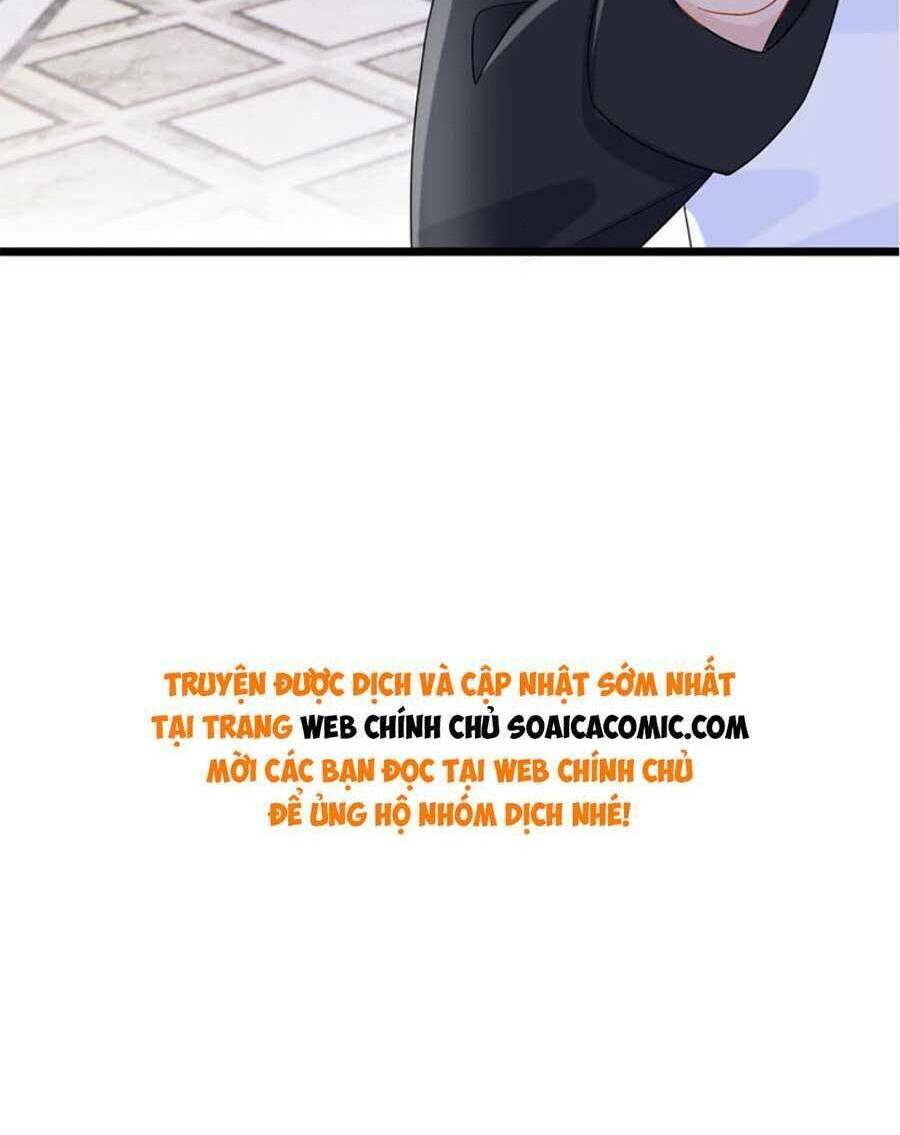 TRUYỆN ĐƯỢC DỊCH VÀ CẬP NHẬT SỚM NHẤT
TẠI TRANG WEB CHÍNH CHỦ SOAICACOMIC.COM
MỜI CÁC BẠN ĐỌC TẠI WEB CHÍNH CHỦ
ĐỂ ỦNG HỘ NHÓM DỊCH NHÉ!